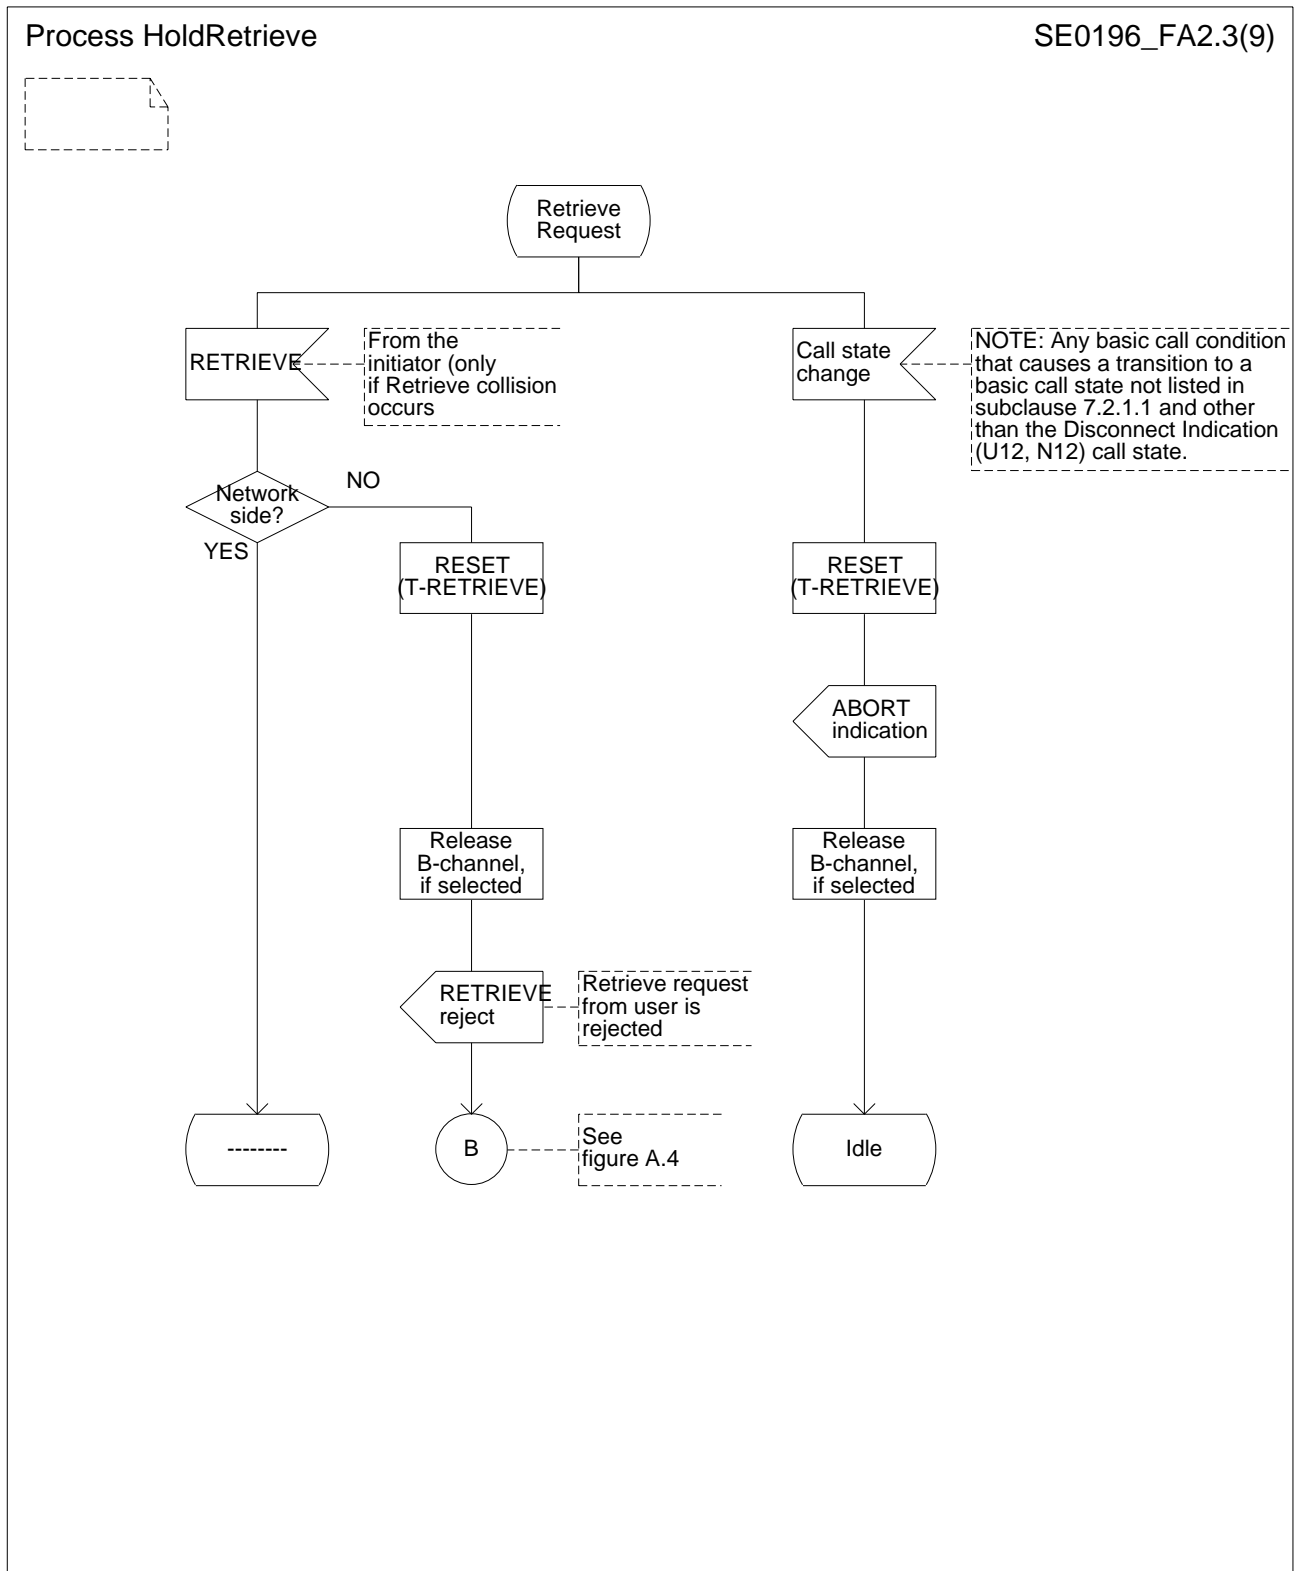 Process HoldRetrieve
SE0196_FA2.3(9)
Retrieve
Request
RETRIEVE
From the
initiator (only
if Retrieve collision
occurs
Call state
change
NOTE: Any basic call condition
that causes a transition to a
basic call state not listed in
subclause 7.2.1.1 and other
than the Disconnect Indication
(U12, N12) call state.
Network
side?
NO
YES
RESET
(T-RETRIEVE)
RESET
(T-RETRIEVE)
ABORT
indication
Release
B-channel,
if selected
Release
B-channel,
if selected
RETRIEVE
reject
Retrieve request
from user is
rejected
--------
B
See
figure A.4
Idle